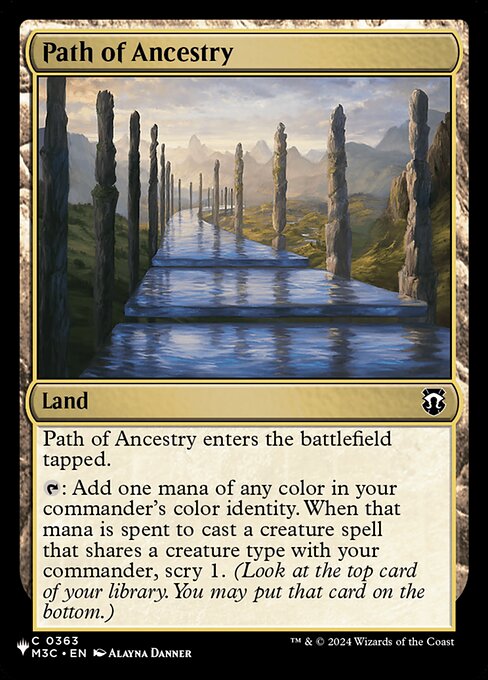 Path of Ancestry
Land
Path of Ancestry enters the battlefield
tapped.
: Add one mana of any color in your
commander's color identity. When that
mana is spent to cast a creature spell
that shares a creature type with your
commander, scry 1. (Look at the top card
of your library. You may put that card on the
bottom.)
C 0363
M3C • EN Alayna Danner
™ & © 2024 Wizards of the Coast